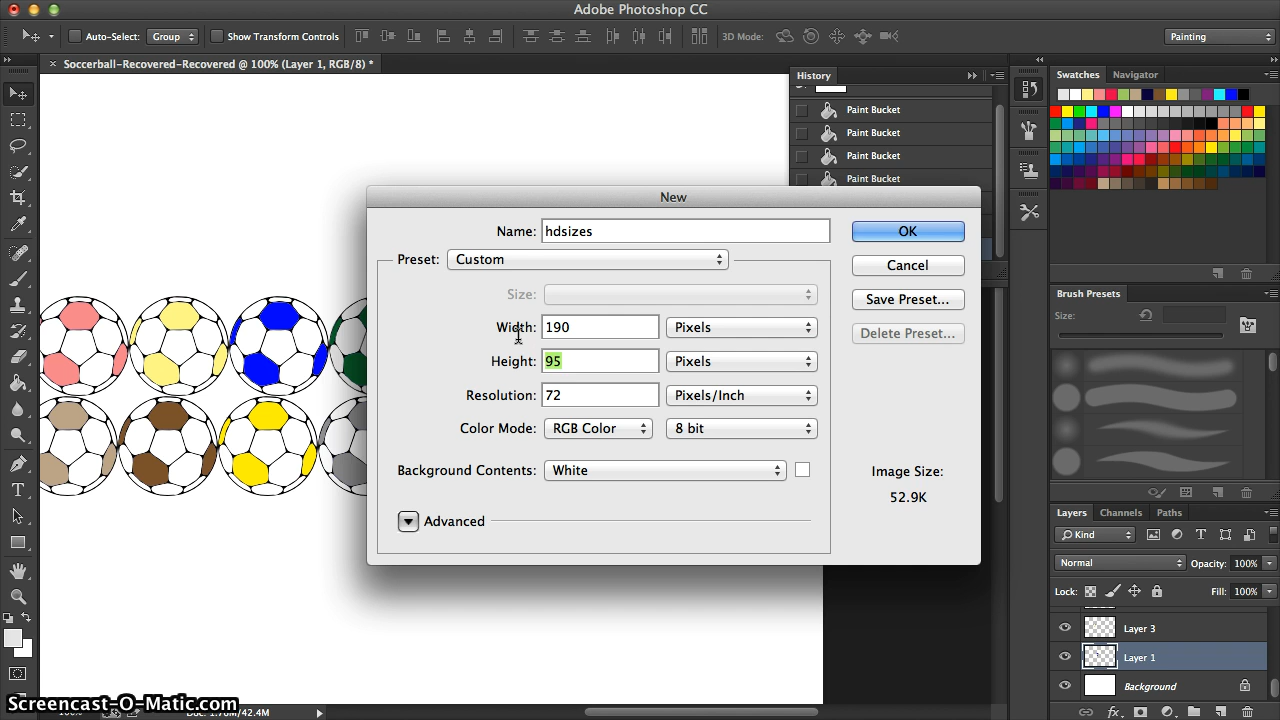 Adobe Photoshop CC
Auto-Select: Group Show Transform Controls 3D Mode: Painting
Soccerball-Recovered-Recovered @ 100% (Layer 1, RGB/8) *
History
Paint Bucket
Paint Bucket
Paint Bucket
Paint Bucket
Swatches Navigator
New
Name: hdsizes
Preset: Custom
Size:
Width: 190 Pixels
Height: 95 Pixels
Resolution: 72 Pixels/Inch
Color Mode: RGB Color 8 bit
Background Contents: White
Advanced
OK
Cancel
Save Preset...
Delete Preset...
Image Size:
52.9K
Brush Presets
Size:
Layers Channels Paths
Kind
Normal Opacity: 100%
Lock: Fill: 100%
Layer 3
Layer 1
Background
Screencast-O-Matic.com